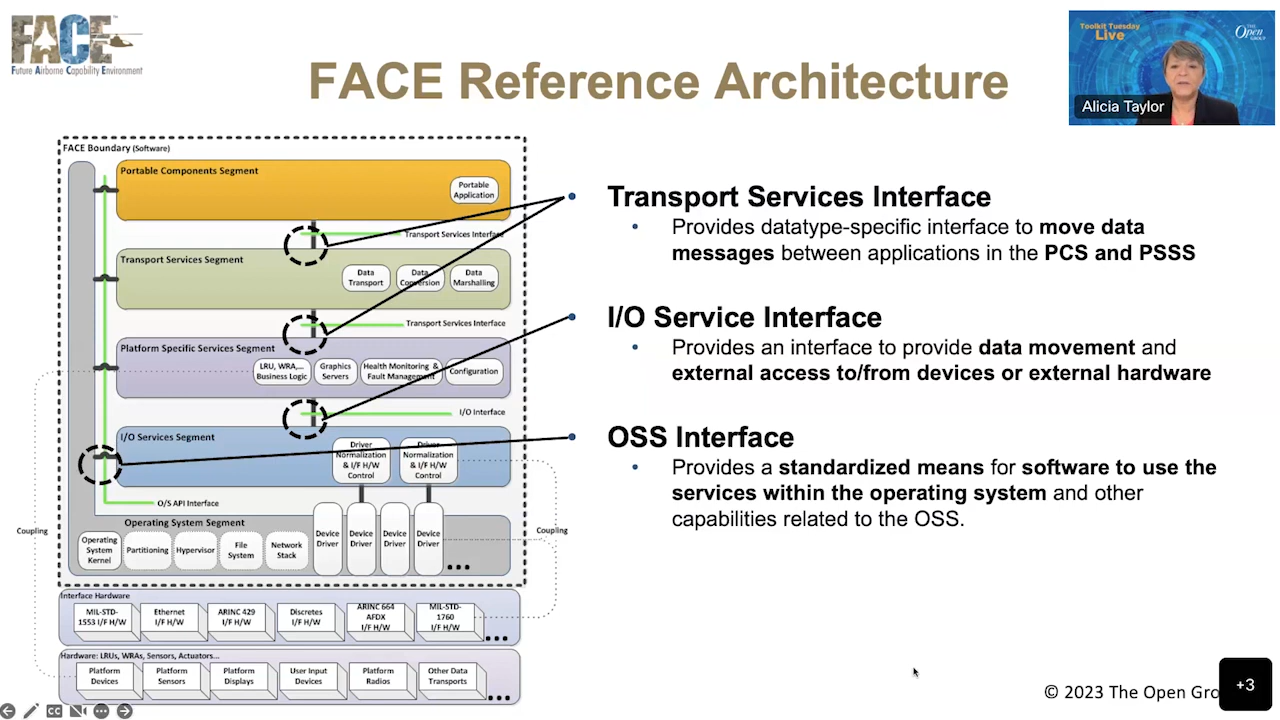 FACE™
Future Airborne Capability Environment
FACE Reference Architecture
Toolkit Tuesday
Live
THE
Open
GROUP
Alicia Taylor
FACE Boundary (Software)
Portable Components Segment
Portable
Application
Transport Services Interface
Transport Services Segment
Data
Transport
Data
Conversion
Data
Marshalling
Transport Services Interface
Platform Specific Services Segment
LRU, WRA,...
Business Logic
Graphics
Servers
Health Monitoring &
Fault Management
Configuration
I/O Interface
I/O Services Segment
Driver
Normalization
& I/F H/W
Control
Driver
Normalization
& I/F H/W
Control
O/S API Interface
Operating System Segment
Operating
System
Kernel
Partitioning
Hypervisor
File
System
Network
Stack
Device
Driver
Device
Driver
Device
Driver
Device
Driver
Coupling
Coupling
Interface Hardware
MIL-STD-
1553 I/F H/W
Ethernet
I/F H/W
ARINC 429
I/F H/W
Discretes
I/F H/W
ARINC 664
AFDX
I/F H/W
MIL-STD-
1760
I/F H/W
Hardware: LRUs, WRAs, Sensors, Actuators...
Platform
Devices
Platform
Sensors
Platform
Displays
User Input
Devices
Platform
Radios
Other Data
Transports
• Transport Services Interface
• Provides datatype-specific interface to move data
messages between applications in the PCS and PSSS
• I/O Service Interface
• Provides an interface to provide data movement and
external access to/from devices or external hardware
• OSS Interface
• Provides a standardized means for software to use the
services within the operating system and other
capabilities related to the OSS.
© 2023 The Open Gro
+3
CC